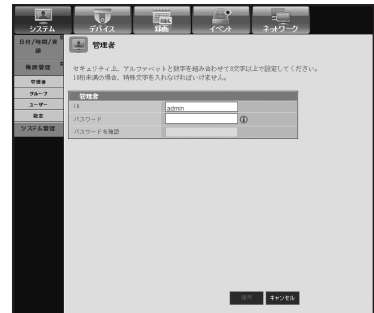 システム
デバイス
録画
イベント
ネットワーク
日付/時間/言語
権限管理
管理者
グループ
ユーザー
設定
システム管理
管理者
セキュリティ上、アルファベットと数字を組み合わせて8文字以上で設定してください。
10桁未満の場合、特殊文字を入れなければいけません。
管理者
ID
admin
パスワード
パスワードを確認
適用
キャンセル